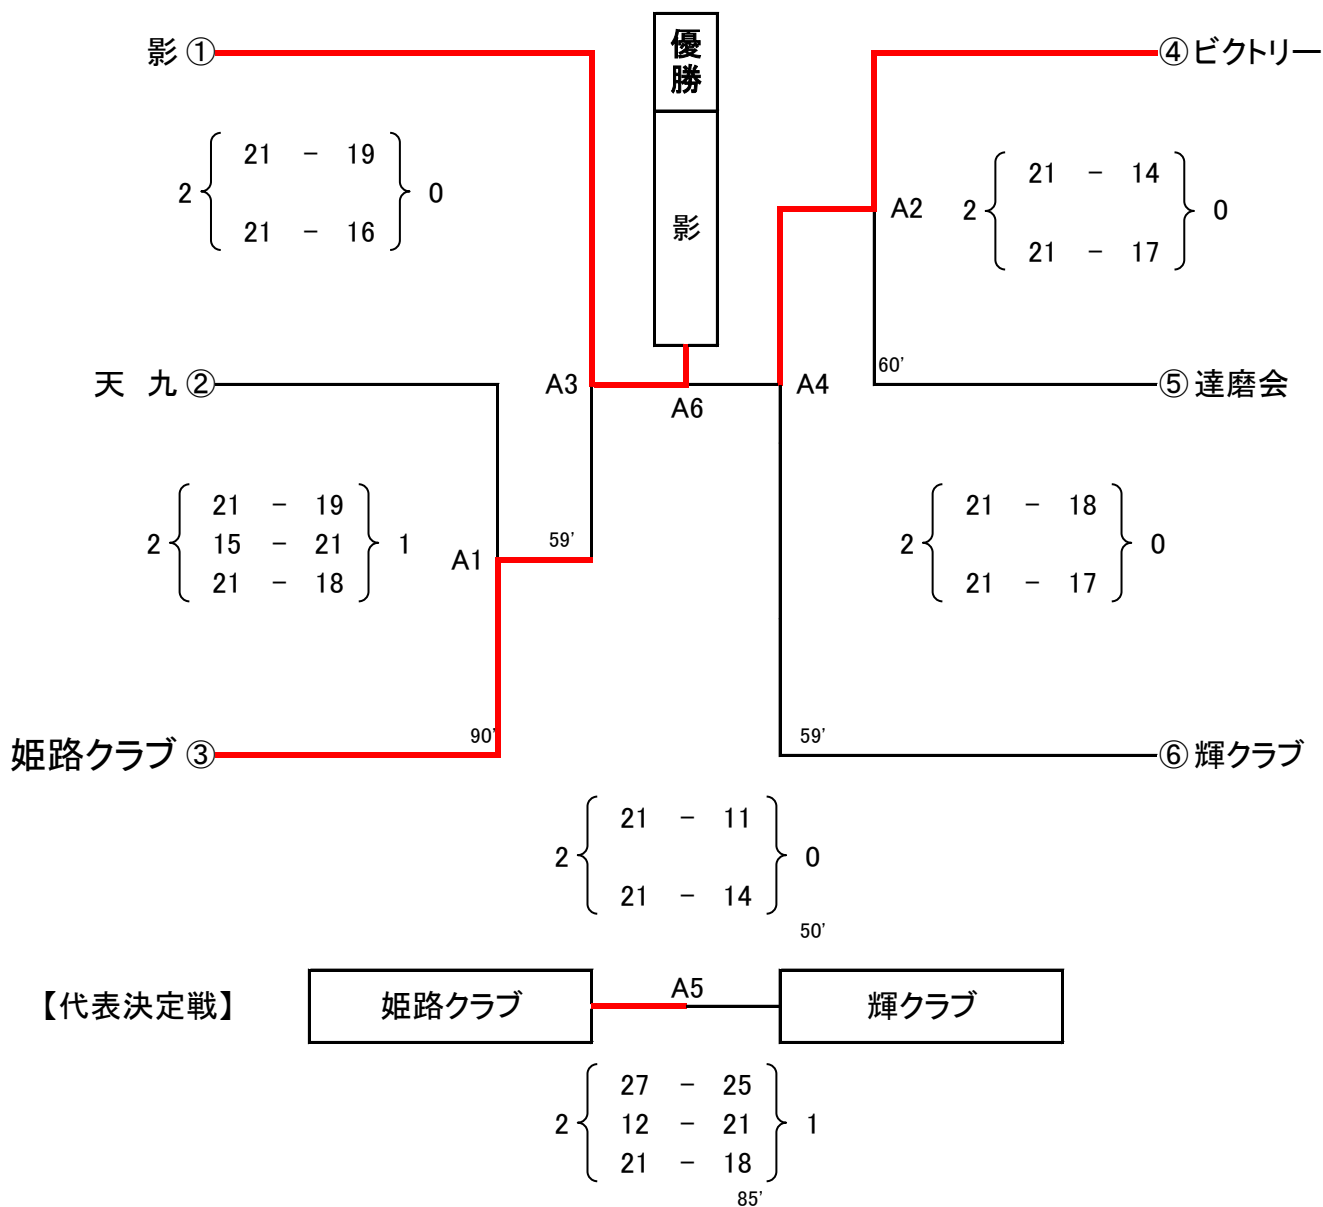 優勝
影
影 ①
④ ビクトリー
21 － 19
2 0
21 － 16
A2
21 － 14
2 0
21 － 17
60'
天 九 ②
A3
A6
A4
⑤ 達磨会
21 － 19
2 15 － 21 1
21 － 18
A1
59'
21 － 18
2 0
21 － 17
90'
姫路クラブ ③
59'
⑥ 輝クラブ
21 － 11
2 0
21 － 14
50'
【代表決定戦】
姫路クラブ
A5
輝クラブ
27 － 25
2 12 － 21 1
21 － 18
85'